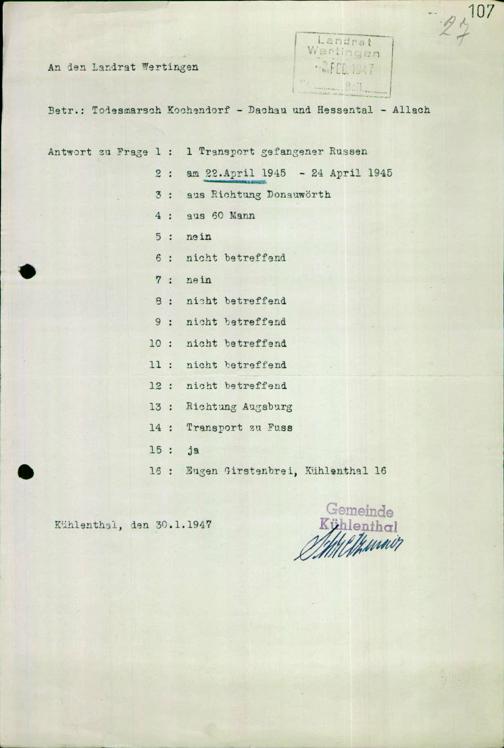 107
27
Landrat
Wertingen
FEB. 1947
An den Landrat Wertingen
Betr.: Todesmarsch Kochendorf - Dachau und Hessental - Allach
Antwort zu Frage 1 : 1 Transport gefangener Russen
2 : am 22.April 1945 - 24 April 1945
3 : aus Richtung Donauwörth
4 : aus 60 Mann
5 : nein
6 : nicht betreffend
7 : nein
8 : nicht betreffend
9 : nicht betreffend
10 : nicht betreffend
11 : nicht betreffend
12 : nicht betreffend
13 : Richtung Augsburg
14 : Transport zu Fuss
15 : ja
16 : Eugen Girstenbrei, Kühlenthal 16
Kühlenthal, den 30.1.1947
Gemeinde
Kühlenthal